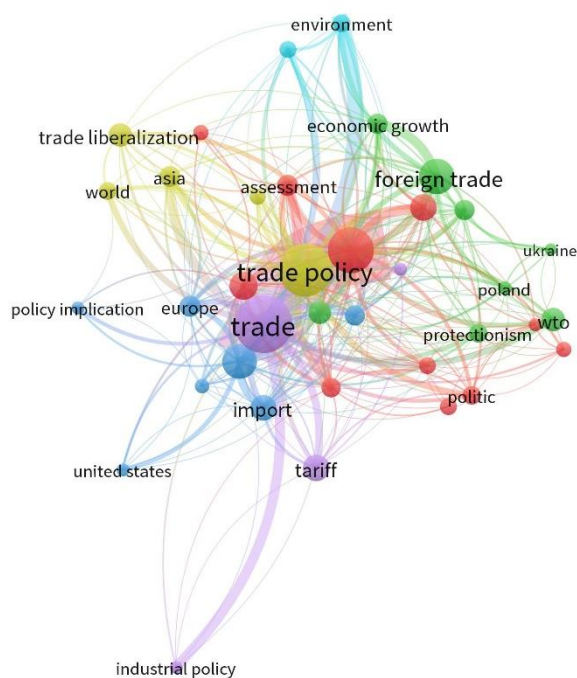 environment
economic growth
trade liberalization
foreign trade
asia
assessment
world
ukraine
trade policy
poland
policy implication
europe
trade
wto
protectionism
politic
import
united states
tariff
industrial policy